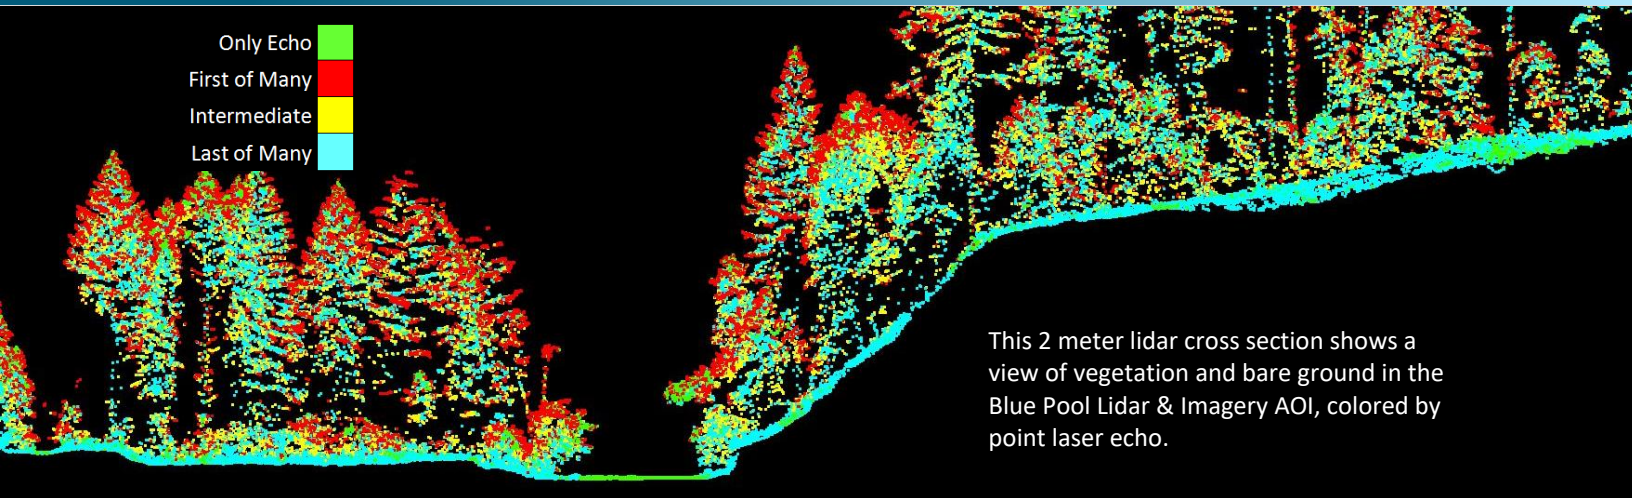 Only Echo
First of Many
Intermediate
Last of Many
This 2 meter lidar cross section shows a
view of vegetation and bare ground in the
Blue Pool Lidar & Imagery AOI, colored by
point laser echo.